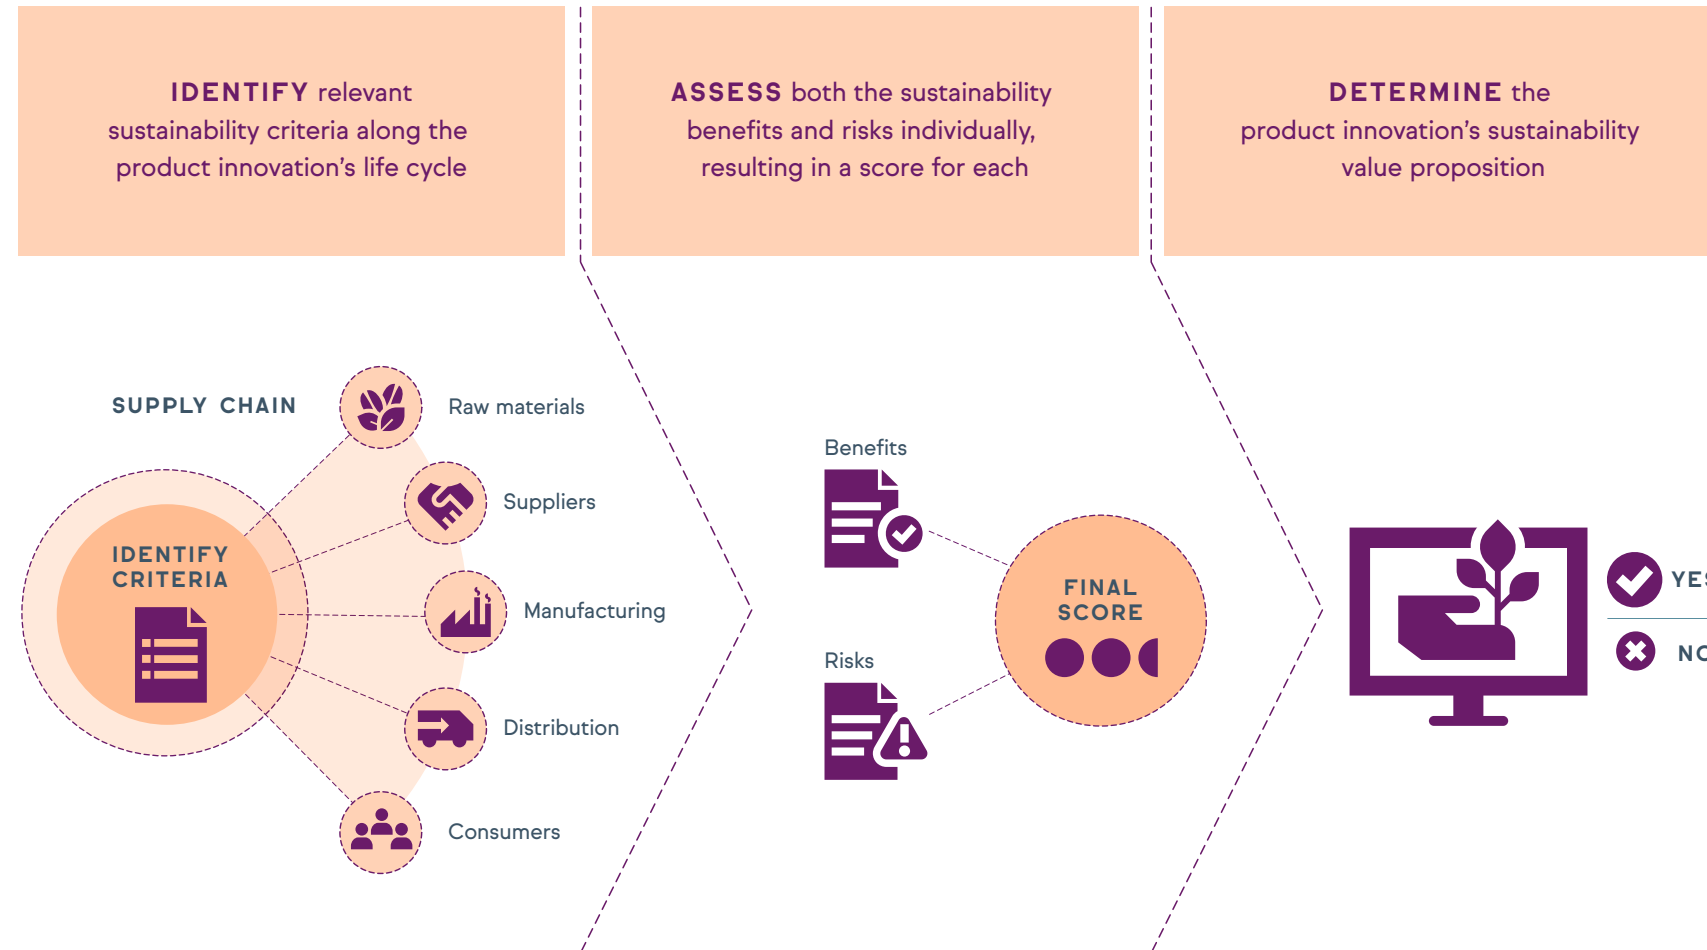 IDENTIFY relevant
sustainability criteria along the
product innovation's life cycle
ASSESS both the sustainability
benefits and risks individually,
resulting in a score for each
DETERMINE the
product innovation's sustainability
value proposition
SUPPLY CHAIN
Raw materials
Suppliers
IDENTIFY
CRITERIA
Manufacturing
Distribution
Consumers
Benefits
Risks
FINAL
SCORE
YES
NO